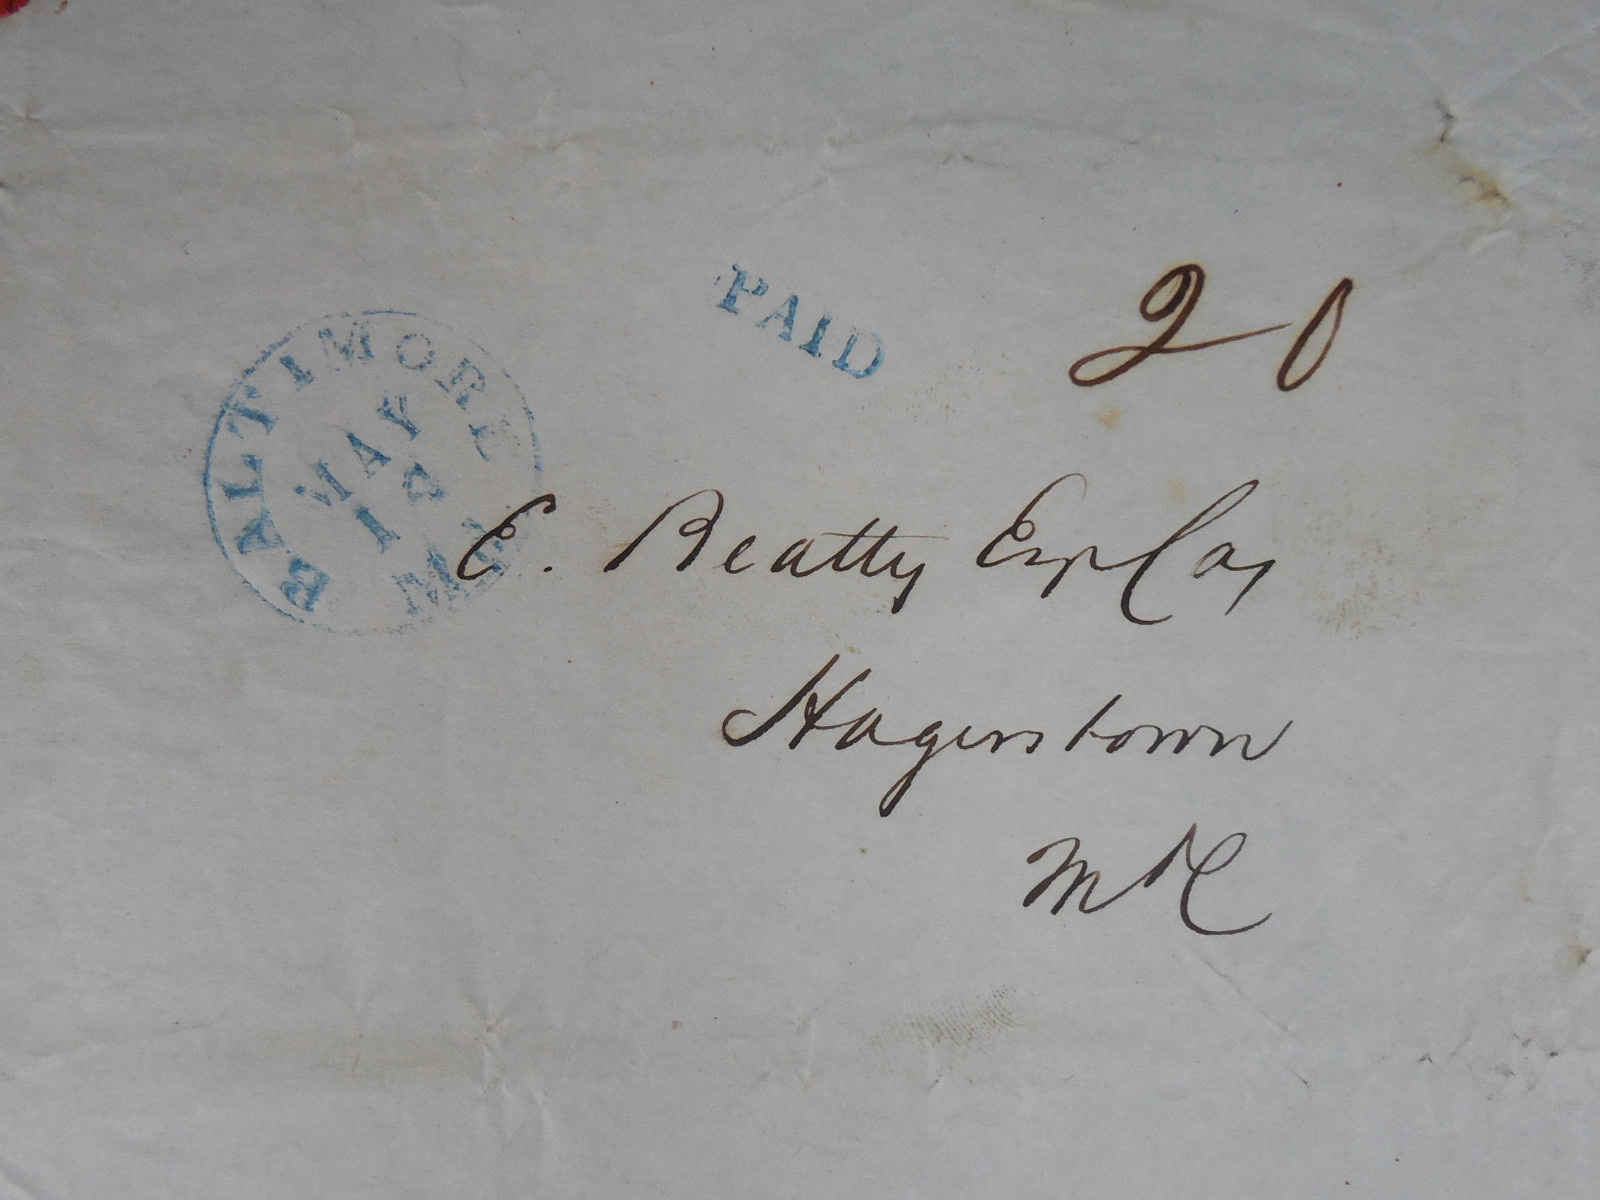 PAID
20
BALTIMORE
MAY
14
Md
E. Beatty Esq Cas
Hagerstown
Md